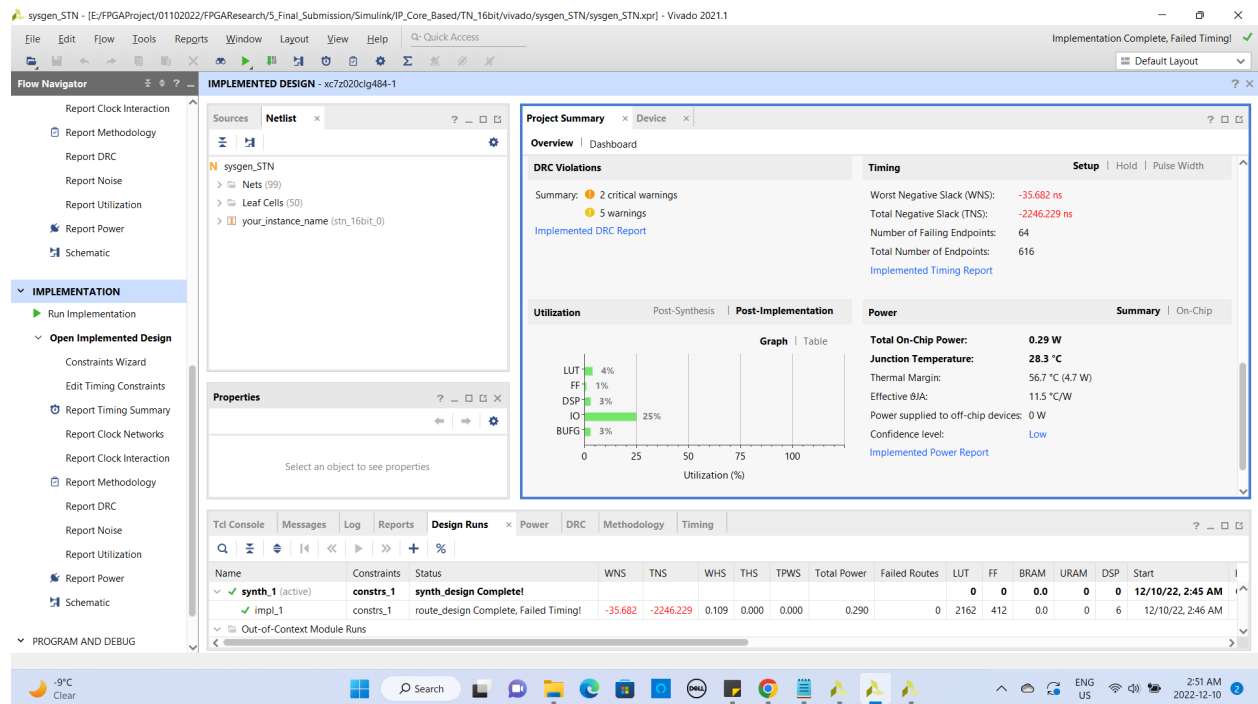 sysgen_STN - [E:/FPGAProject/01102022/FPGAResearch/5_Final_Submission/Simulink/IP_Core_Based/TN_16bit/vivado/sysgen_STN/sysgen_STN.xpr] - Vivado 2021.1
File Edit Flow Tools Reports Window Layout View Help Q- Quick Access
Implementation Complete, Failed Timing!
Default Layout
Flow Navigator
IMPLEMENTED DESIGN - xc7z020clg484-1
Report Clock Interaction
Report Methodology
Report DRC
Report Noise
Report Utilization
Report Power
Schematic
IMPLEMENTATION
Run Implementation
Open Implemented Design
Constraints Wizard
Edit Timing Constraints
Report Timing Summary
Report Clock Networks
Report Clock Interaction
Report Methodology
Report DRC
Report Noise
Report Utilization
Report Power
Schematic
PROGRAM AND DEBUG
Sources Netlist
N sysgen_STN
Nets (99)
Leaf Cells (50)
your_instance_name (stn_16bit_0)
Properties
Select an object to see properties
Project Summary Device
Overview Dashboard
DRC Violations
Summary: 2 critical warnings
5 warnings
Implemented DRC Report
Timing Setup Hold Pulse Width
Worst Negative Slack (WNS): -35.682 ns
Total Negative Slack (TNS): -2246.229 ns
Number of Failing Endpoints: 64
Total Number of Endpoints: 616
Implemented Timing Report
Utilization Post-Synthesis Post-Implementation
Graph Table
LUT 4%
FF 1%
DSP 3%
IO 25%
BUFG 3%
0 25 50 75 100
Utilization (%)
Power Summary On-Chip
Total On-Chip Power: 0.29 W
Junction Temperature: 28.3 °C
Thermal Margin: 56.7 °C (4.7 W)
Effective ϑJA: 11.5 °C/W
Power supplied to off-chip devices: 0 W
Confidence level: Low
Implemented Power Report
Tcl Console Messages Log Reports Design Runs Power DRC Methodology Timing
Name Constraints Status WNS TNS WHS THS TPWS Total Power Failed Routes LUT FF BRAM URAM DSP Start
synth_1 (active) constrs_1 synth_design Complete! 0 0 0.0 0 0 12/10/22, 2:45 AM
impl_1 constrs_1 route_design Complete, Failed Timing! -35.682 -2246.229 0.109 0.000 0.000 0.290 0 2162 412 0.0 0 6 12/10/22, 2:46 AM
Out-of-Context Module Runs
-9°C
Clear
Search
DELL
ENG
US
2:51 AM
2022-12-10
2